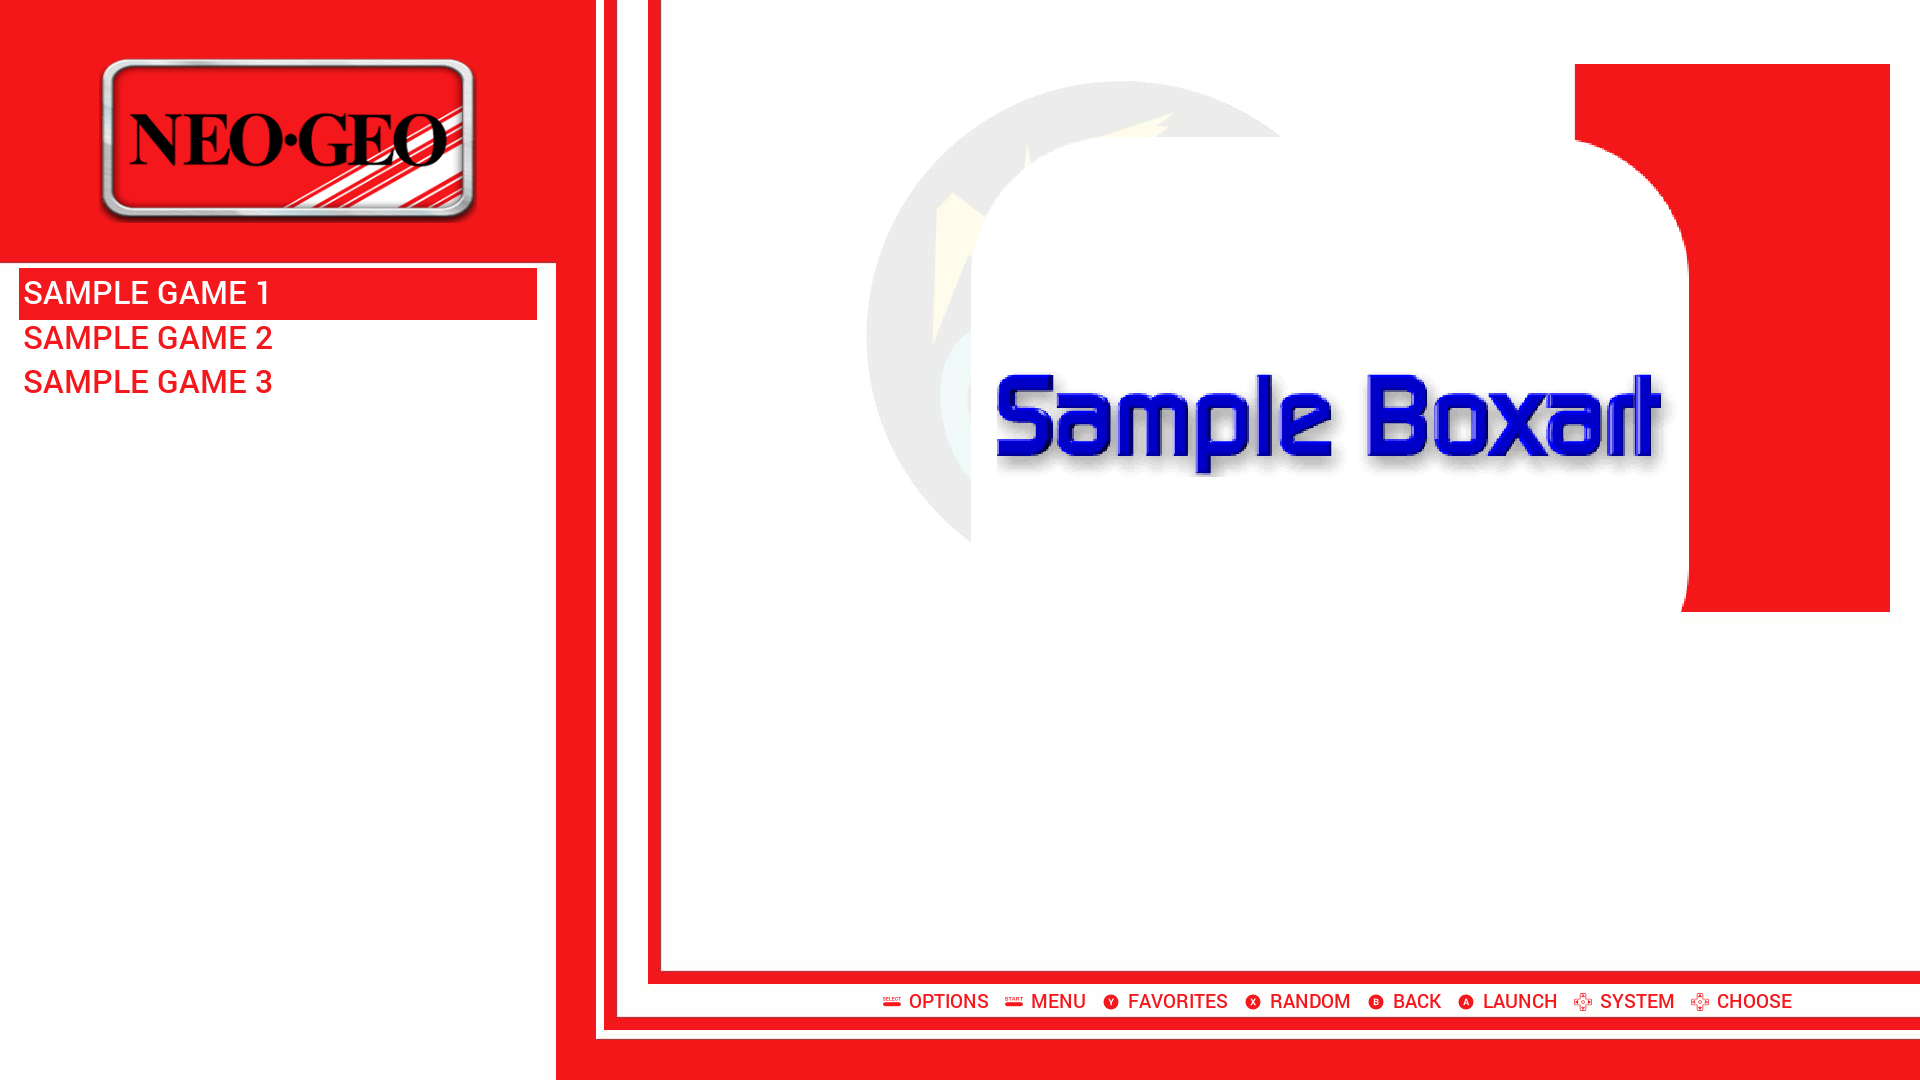 NEO·GEO
SAMPLE GAME 1
SAMPLE GAME 2
SAMPLE GAME 3
Sample Boxart
SELECT OPTIONS START MENU Y FAVORITES X RANDOM B BACK A LAUNCH SYSTEM CHOOSE